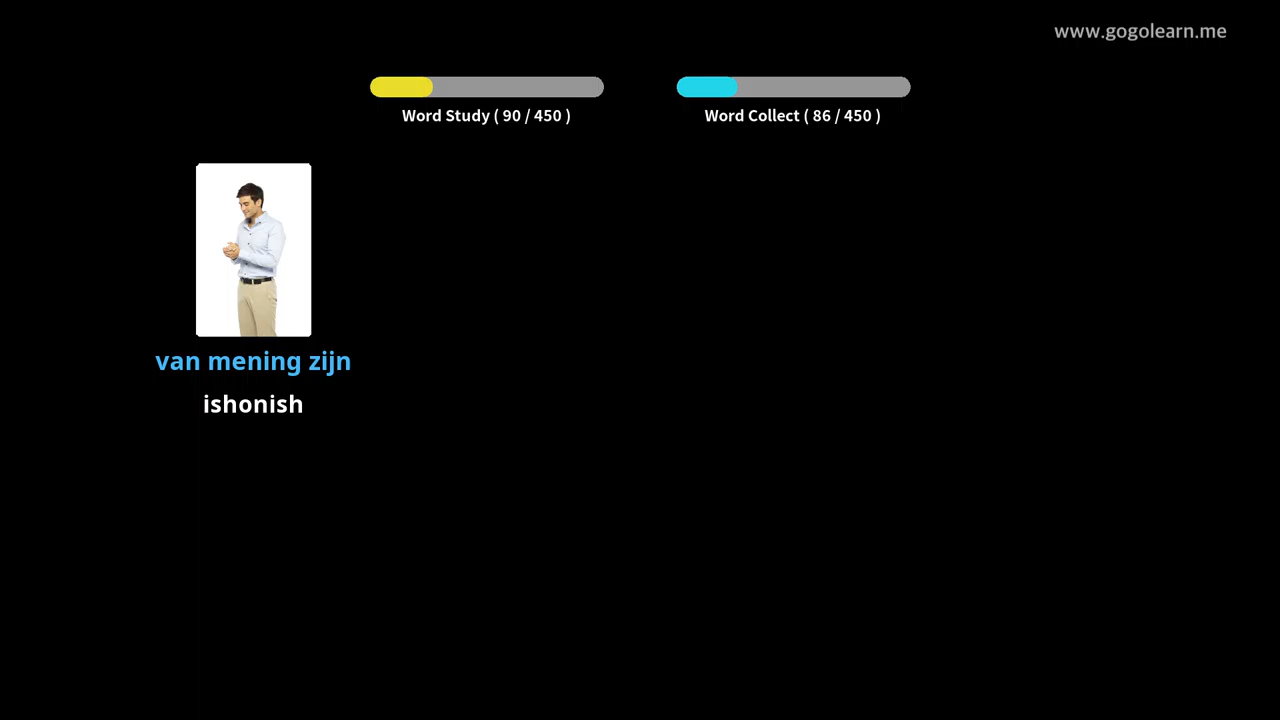 www.gogolearn.me
Word Study ( 90 / 450 )
Word Collect ( 86 / 450 )
van mening zijn
ishonish